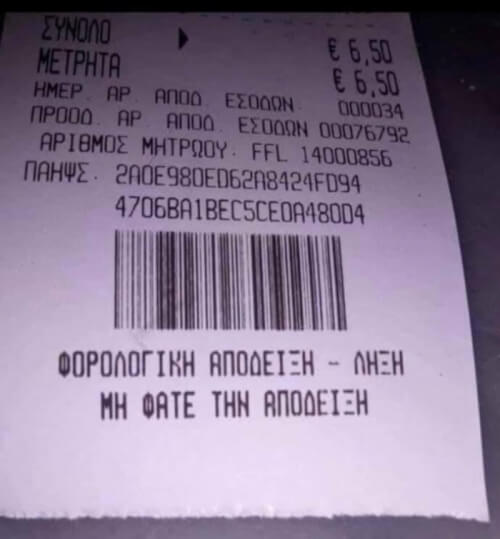 ΣΥΝΟΛΟ € 6,50
ΜΕΤΡΗΤΑ € 6,50
ΗΜΕΡ. ΑΡ. ΑΠΟΔ. ΕΣΟΔΩΝ. 000034
ΠΡΟΟΔ. ΑΡ. ΑΠΟΔ. ΕΣΟΔΩΝ 00076792
ΑΡΙΘΜΟΣ ΜΗΤΡΩΟΥ. FFL 14000856
ΠΑΗΨΣ. 2A0E980ED62A8424FD94
4706BA1BEC5CE0A480D4
ΦΟΡΟΛΟΓΙΚΗ ΑΠΟΔΕΙΞΗ - ΛΗΞΗ
ΜΗ ΦΑΤΕ ΤΗΝ ΑΠΟΔΕΙΞΗ